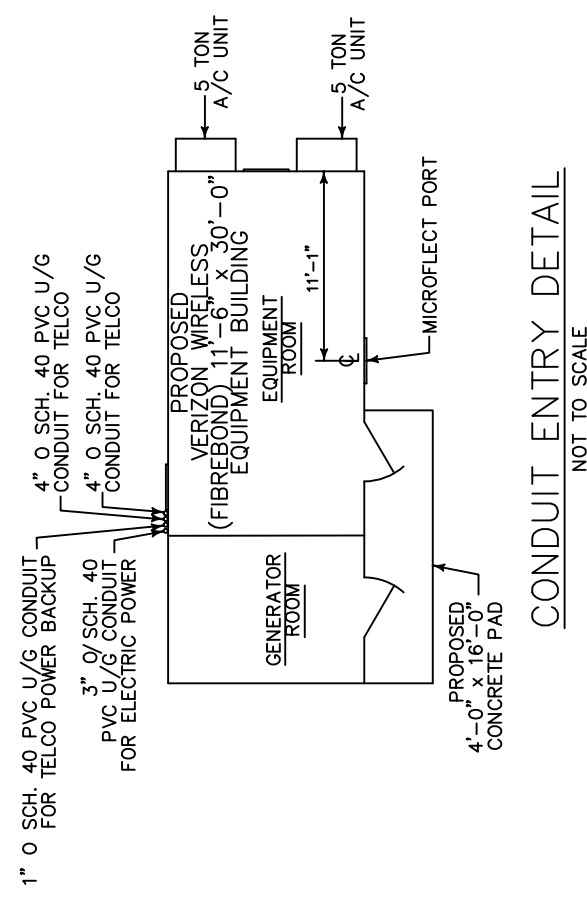 1" O SCH. 40 PVC U/G CONDUIT
FOR TELCO POWER BACKUP
3" O/SCH. 40
PVC U/G CONDUIT
FOR ELECTRIC POWER
4" O SCH. 40 PVC U/G
CONDUIT FOR TELCO
4" O SCH. 40 PVC U/G
CONDUIT FOR TELCO
PROPOSED
VERIZON WIRELESS
(FIBREBOND) 11'-6" x 30'-0"
EQUIPMENT BUILDING
EQUIPMENT
ROOM
GENERATOR
ROOM
5 TON
A/C UNIT
5 TON
A/C UNIT
11'-1"
CL
MICROFLECT PORT
PROPOSED
4'-0" x 16'-0"
CONCRETE PAD
CONDUIT ENTRY DETAIL
NOT TO SCALE